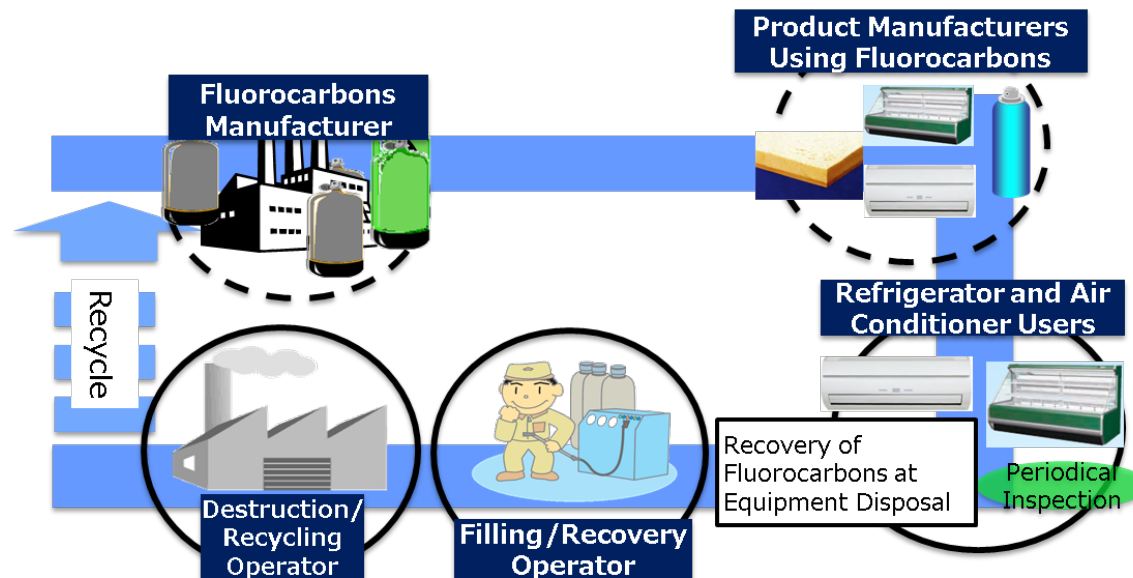 Product Manufacturers
Using Fluorocarbons
Fluorocarbons
Manufacturer
Refrigerator and Air
Conditioner Users
Recycle
Recovery of
Fluorocarbons at
Equipment Disposal
Periodical
Inspection
Destruction/
Recycling
Operator
Filling/Recovery
Operator